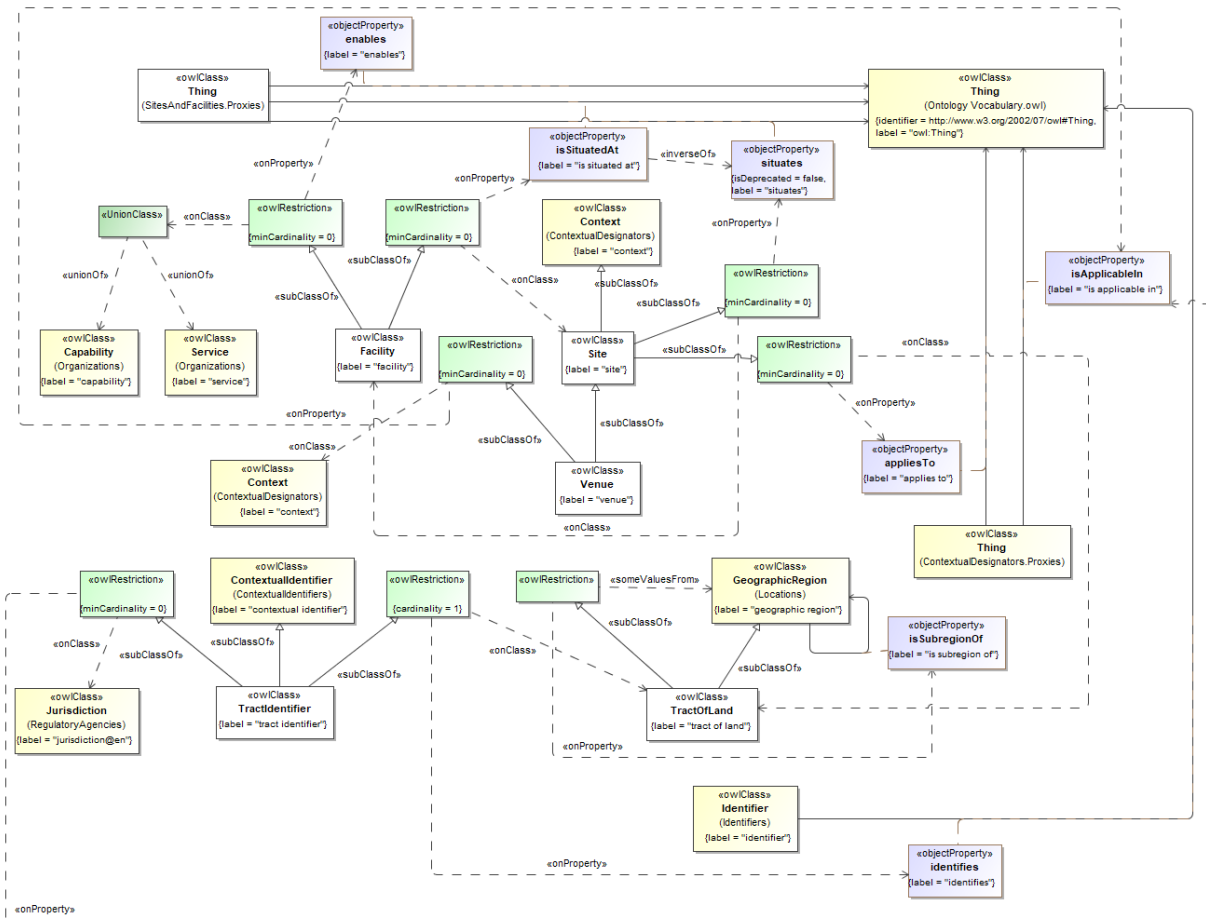 «objectProperty»
enables
{label = "enables"}
«owlClass»
Thing
(SitesAndFacilities.Proxies)
«owlClass»
Thing
(Ontology Vocabulary.owl)
{identifier = http://www.w3.org/2002/07/owl#Thing,
label = "owl:Thing"}
«objectProperty»
isSituatedAt
{label = "is situated at"}
«inverseOf»
«objectProperty»
situates
{isDeprecated = false,
label = "situates"}
«onProperty»
«onProperty»
«UnionClass»
«onClass»
«owlRestriction»
{minCardinality = 0}
«owlRestriction»
{minCardinality = 0}
«owlClass»
Context
(ContextualDesignators)
{label = "context"}
«onProperty»
«objectProperty»
isApplicableIn
{label = "is applicable in"}
«unionOf»
«unionOf»
«subClassOf»
«subClassOf»
«onClass»
«subClassOf»
«owlRestriction»
{minCardinality = 0}
«subClassOf»
«owlClass»
Capability
(Organizations)
{label = "capability"}
«owlClass»
Service
(Organizations)
{label = "service"}
«owlClass»
Facility
{label = "facility"}
«owlRestriction»
{minCardinality = 0}
«owlClass»
Site
{label = "site"}
«subClassOf»
«owlRestriction»
{minCardinality = 0}
«onClass»
«onProperty»
«onProperty»
«onClass»
«subClassOf»
«subClassOf»
«objectProperty»
appliesTo
{label = "applies to"}
«owlClass»
Context
(ContextualDesignators)
{label = "context"}
«owlClass»
Venue
{label = "venue"}
«onClass»
«owlClass»
Thing
(ContextualDesignators.Proxies)
«owlRestriction»
{minCardinality = 0}
«owlClass»
ContextualIdentifier
(ContextualIdentifiers)
{label = "contextual identifier"}
«owlRestriction»
{cardinality = 1}
«owlRestriction»
«someValuesFrom»
«owlClass»
GeographicRegion
(Locations)
{label = "geographic region"}
«objectProperty»
isSubregionOf
{label = "is subregion of"}
«onClass»
«subClassOf»
«subClassOf»
«subClassOf»
«onClass»
«subClassOf»
«subClassOf»
«owlClass»
Jurisdiction
(RegulatoryAgencies)
{label = "jurisdiction@en"}
«owlClass»
TractIdentifier
{label = "tract identifier"}
«owlClass»
TractOfLand
{label = "tract of land"}
«onProperty»
«owlClass»
Identifier
(Identifiers)
{label = "identifier"}
«onProperty»
«objectProperty»
identifies
{label = "identifies"}
«onProperty»